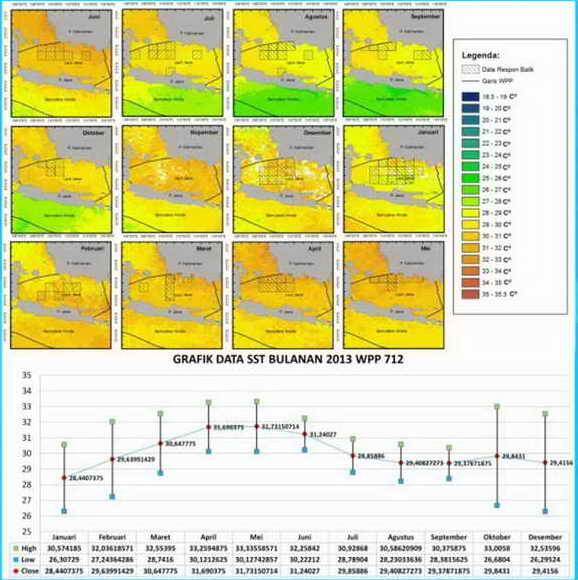 Juni
Juli
Agustus
September
P. Kalimantan
Laut Jawa
P. Jawa
Samudera Hindia
Oktober
November
Desember
Januari
Februari
Maret
April
Mei
Legenda:
Data Respon Balik
Garis WPP
18.5 - 19 C°
19 - 20 C°
20 - 21 C°
21 - 22 C°
22 - 23 C°
23 - 24 C°
24 - 25 C°
25 - 26 C°
26 - 27 C°
27 - 28 C°
28 - 29 C°
29 - 30 C°
30 - 31 C°
31 - 32 C°
32 - 33 C°
33 - 34 C°
34 - 35 C°
35 - 35.3 C°
GRAFIK DATA SST BULANAN 2013 WPP 712
35
34
33
32
31
30
29
28
27
26
25
28,4407375
29,63991429
30,647775
31,690375
31,73150714
31,24027
29,85886
29,40827273
29,37871875
29,8431
29,4156
Januari Februari Maret April Mei Juni Juli Agustus September Oktober Desember
High 30,574185 32,03618571 32,55395 33,2594875 33,33558571 32,25842 30,92868 30,58620909 30,375875 33,0058 32,53596
Low 26,30729 27,24364286 28,7416 30,1212625 30,12742857 30,22212 28,78904 28,23033636 28,3815625 26,6804 26,29524
Close 28,4407375 29,63991429 30,647775 31,690375 31,73150714 31,24027 29,85886 29,40827273 29,37871875 29,8431 29,4156